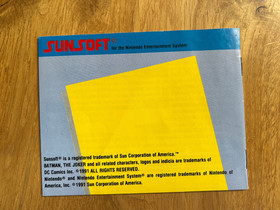 SUNSOFT™
for the Nintendo Entertainment System
Sunsoft® is a registered trademark of Sun Corporation of America.™
BATMAN, THE JOKER and all related characters, logos and indicia are trademarks of
DC Comics Inc. ©1991 ALL RIGHTS RESERVED.
Nintendo® and Nintendo Entertainment System® are registered trademarks of Nintendo of
America, Inc. ©1991 Sun Corporation of America.